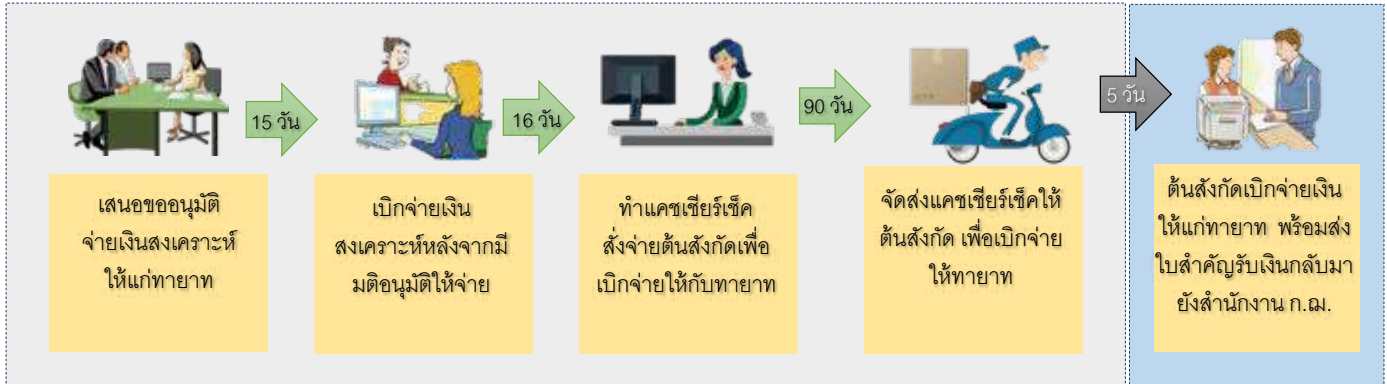 15 วัน
16 วัน
90 วัน
5 วัน
เสนอขออนุมัติ
จ่ายเงินสงเคราะห์
ให้แก่ทายาท
เบิกจ่ายเงิน
สงเคราะห์หลังจากมี
มติอนุมัติให้จ่าย
ทำแคชเชียร์เช็ค
สั่งจ่ายต้นสังกัดเพื่อ
เบิกจ่ายให้กับทายาท
จัดส่งแคชเชียร์เช็คให้
ต้นสังกัด เพื่อเบิกจ่าย
ให้ทายาท
ต้นสังกัดเบิกจ่ายเงิน
ให้แก่ทายาท พร้อมส่ง
ใบสำคัญรับเงินกลับมา
ยังสำนักงาน ก.ฌ.